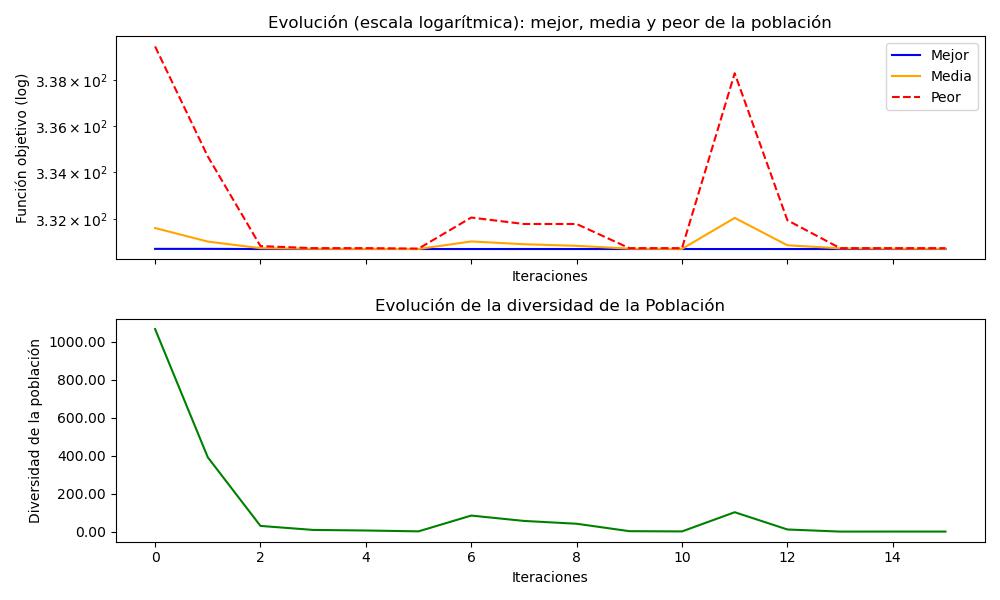 Evolución (escala logarítmica): mejor, media y peor de la población
Función objetivo (log)
3.38 × 10²
3.36 × 10²
3.34 × 10²
3.32 × 10²
Mejor
Media
Peor
Iteraciones
Evolución de la diversidad de la Población
Diversidad de la población
1000.00
800.00
600.00
400.00
200.00
0.00
0 2 4 6 8 10 12 14
Iteraciones